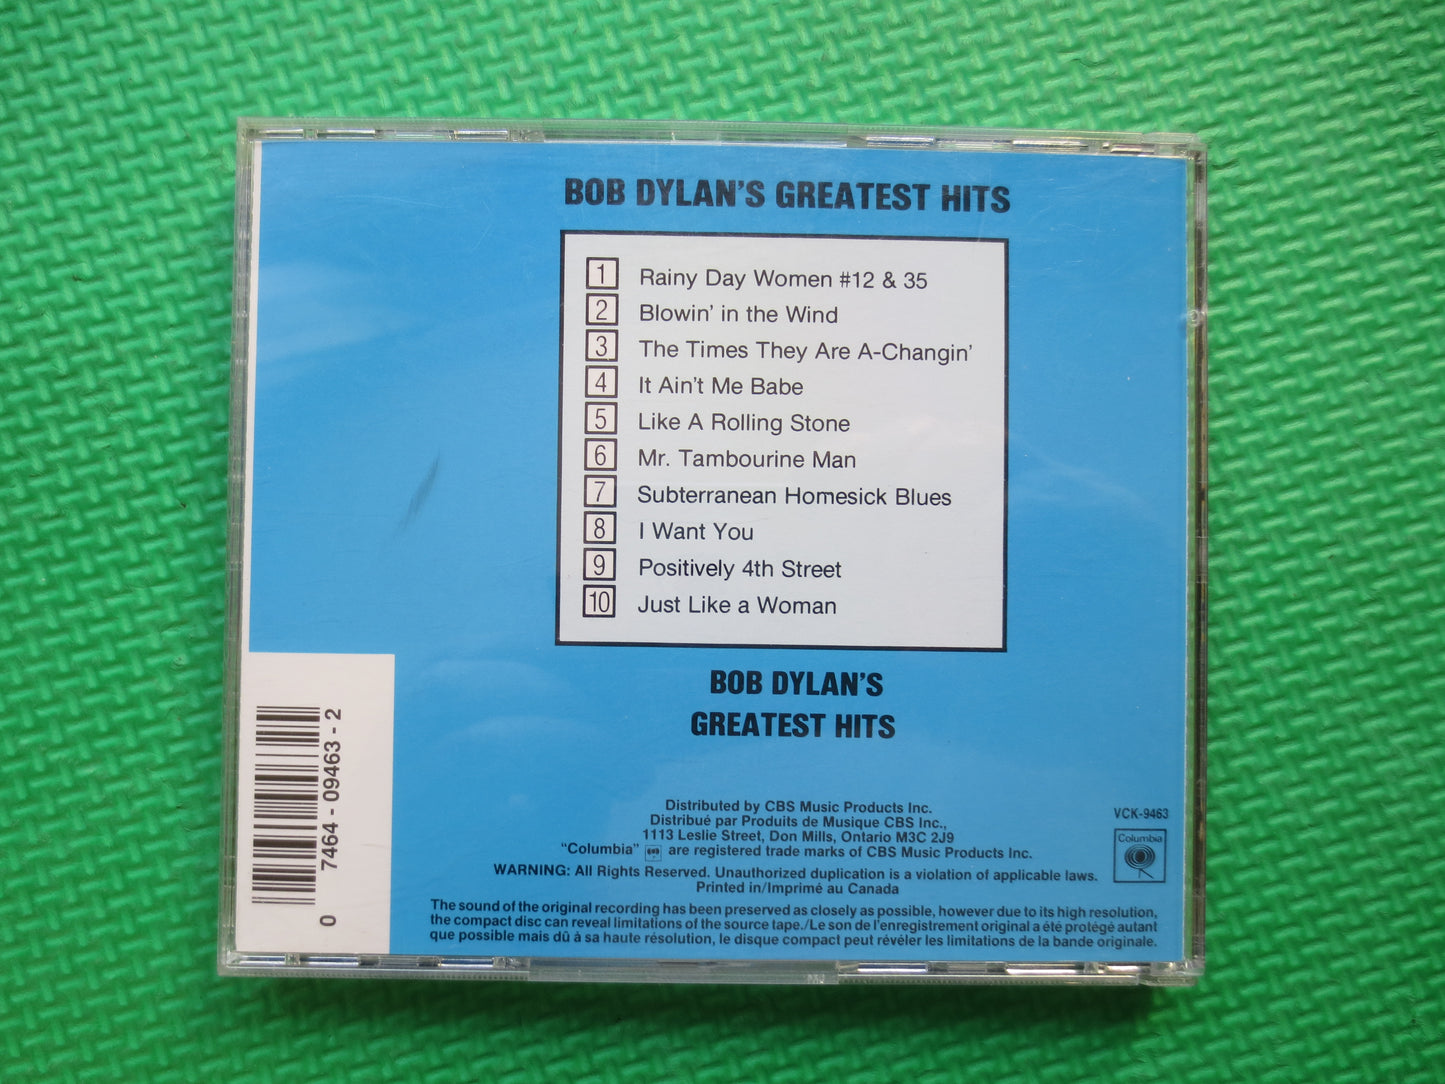 BOB DYLAN'S GREATEST HITS
1 Rainy Day Women #12 & 35
2 Blowin' in the Wind
3 The Times They Are A-Changin'
4 It Ain't Me Babe
5 Like A Rolling Stone
6 Mr. Tambourine Man
7 Subterranean Homesick Blues
8 I Want You
9 Positively 4th Street
10 Just Like a Woman
BOB DYLAN'S
GREATEST HITS
0 7464-09463-2
Distributed by CBS Music Products Inc.
Distribué par Produits de Musique CBS Inc.,
1113 Leslie Street, Don Mills, Ontario M3C 2J9
"Columbia" are registered trade marks of CBS Music Products Inc.
WARNING: All Rights Reserved. Unauthorized duplication is a violation of applicable laws.
Printed in/Imprimé au Canada
VCK-9463
Columbia
The sound of the original recording has been preserved as closely as possible, however due to its high resolution,
the compact disc can reveal limitations of the source tape./Le son de l'enregistrement original a été protégé autant
que possible mais dû à sa haute résolution, le disque compact peut révéler les limitations de la bande originale.